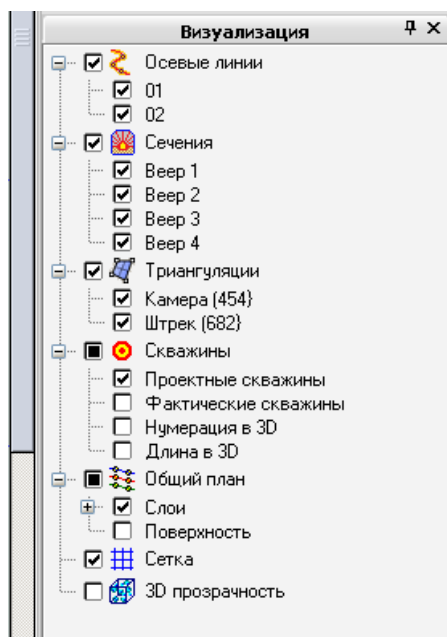 Визуализация
Осевые линии
01
02
Сечения
Веер 1
Веер 2
Веер 3
Веер 4
Триангуляции
Камера (454}
Штрек (682}
Скважины
Проектные скважины
Фактические скважины
Нумерация в 3D
Длина в 3D
Общий план
Слои
Поверхность
Сетка
3D прозрачность